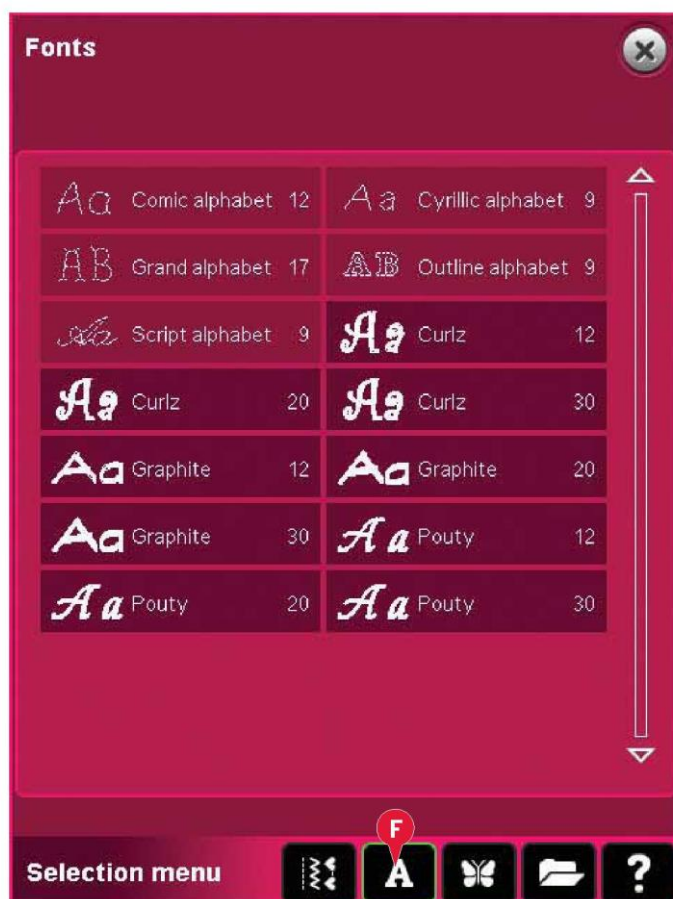 Fonts
Aa Comic alphabet 12 Aa Cyrillic alphabet 9
AB Grand alphabet 17 AB Outline alphabet 9
Aa Script alphabet 9 Aa Curlz 12
Aa Curlz 20 Aa Curlz 30
Aa Graphite 12 Aa Graphite 20
Aa Graphite 30 Aa Pouty 12
Aa Pouty 20 Aa Pouty 30
F
Selection menu A ?